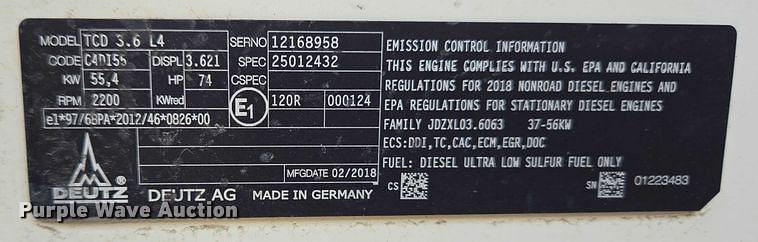 MODEL TCD 3.6 L4 SERNO 12168958
CODE C4DI56 DISPL 3.621 SPEC 25012432
KW 55,4 HP 74 CSPEC
RPM 2200 KWred E1 120R 000124
e1*97/68PA*2012/46*0826*00
MFGDATE 02/2018
DEUTZ DEUTZ AG MADE IN GERMANY
EMISSION CONTROL INFORMATION
THIS ENGINE COMPLIES WITH U.S. EPA AND CALIFORNIA
REGULATIONS FOR 2018 NONROAD DIESEL ENGINES AND
EPA REGULATIONS FOR STATIONARY DIESEL ENGINES.
FAMILY JDZXL03.6063 37-56KW
ECS:DDI,TC,CAC,ECM,EGR,DOC
FUEL: DIESEL ULTRA LOW SULFUR FUEL ONLY
CS SN 01223483
Purple Wave Auction